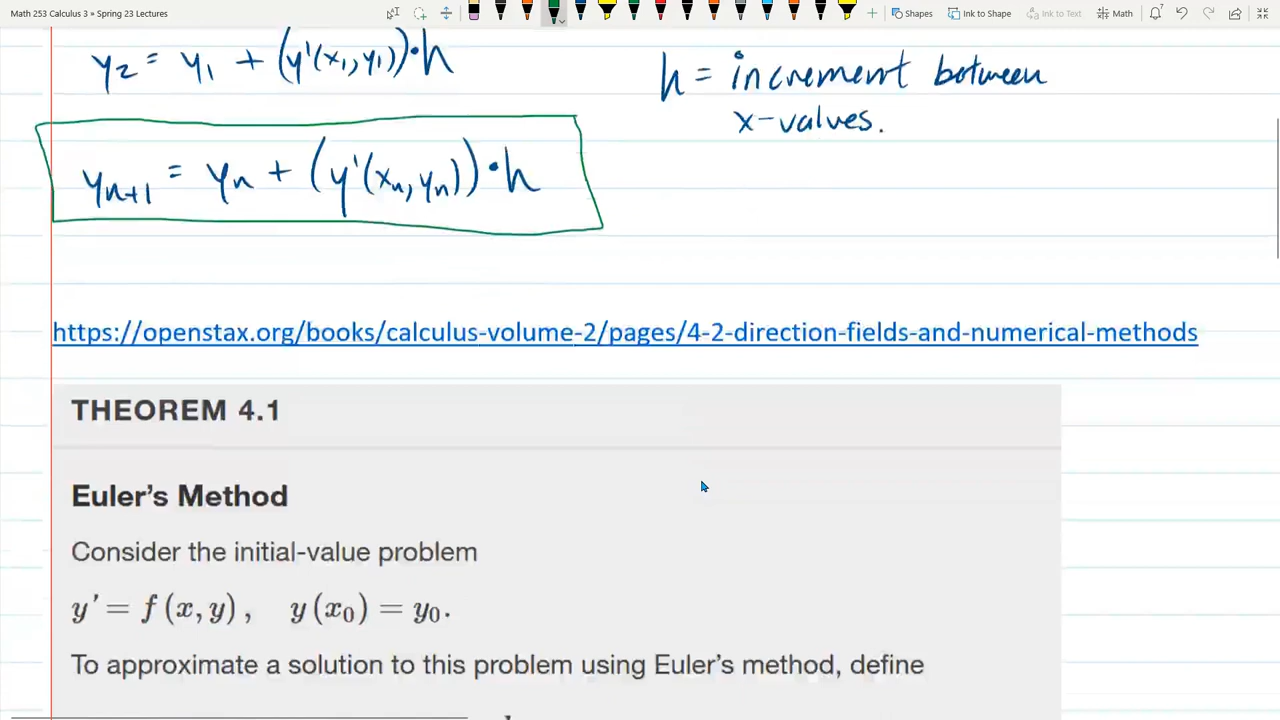 Math 253 Calculus 3 » Spring 23 Lectures
Shapes Ink to Shape Ink to Text Math
y₂ = y₁ + (y'(x₁,y₁))•h
h = increment between
x-values.
yₙ₊₁ = yₙ + (y'(xₙ,yₙ))•h
https://openstax.org/books/calculus-volume-2/pages/4-2-direction-fields-and-numerical-methods
THEOREM 4.1
Euler’s Method
Consider the initial-value problem
y' = f(x, y), y(x₀) = y₀.
To approximate a solution to this problem using Euler’s method, define